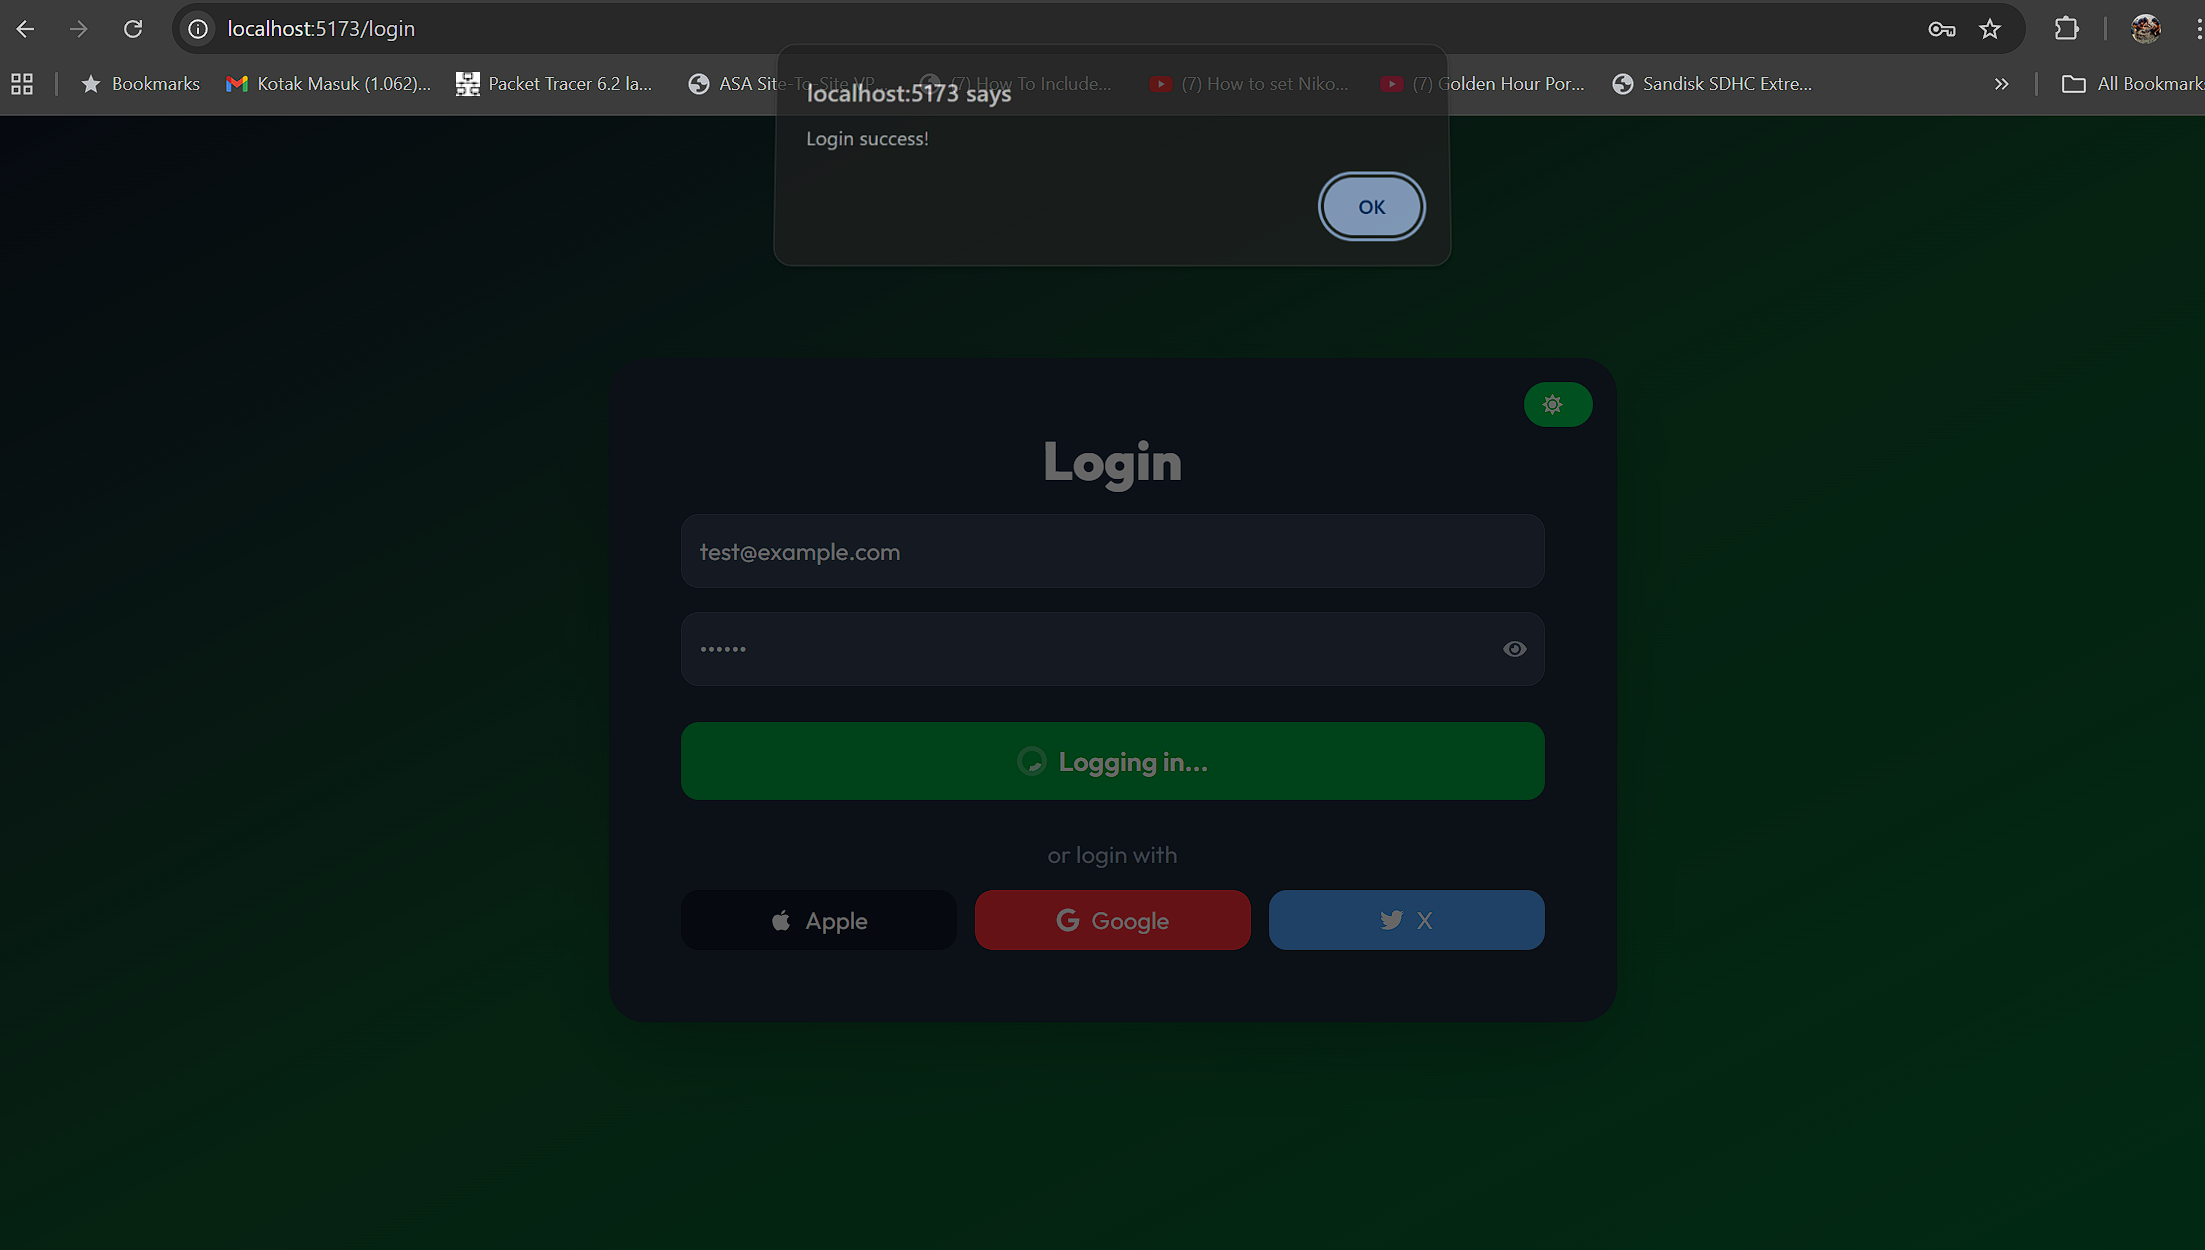 localhost:5173/login
Bookmarks
Kotak Masuk (1.062)...
Packet Tracer 6.2 la...
ASA Site-To-Site VP...
(7) How To Include...
(7) How to set Niko...
(7) Golden Hour Por...
Sandisk SDHC Extre...
All Bookmarks
localhost:5173 says
Login success!
OK
Login
test@example.com
••••••
Logging in...
or login with
Apple
Google
X